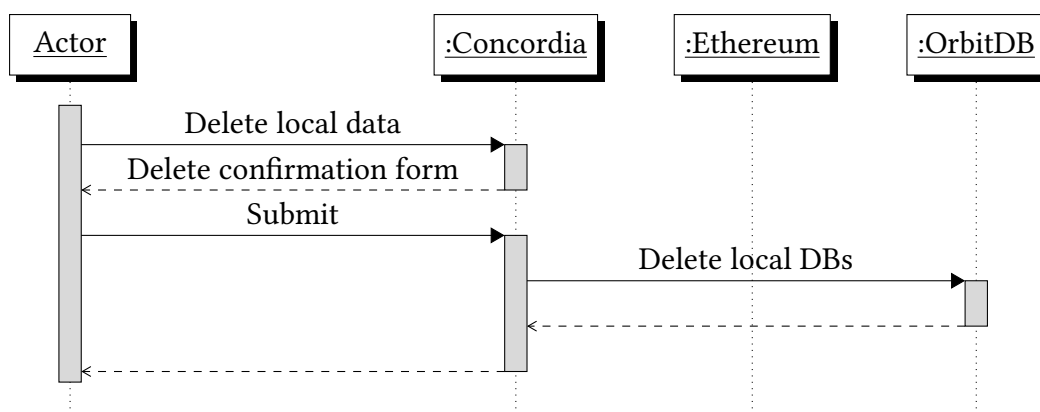 Actor
:Concordia
:Ethereum
:OrbitDB
Delete local data
Delete confirmation form
Submit
Delete local DBs